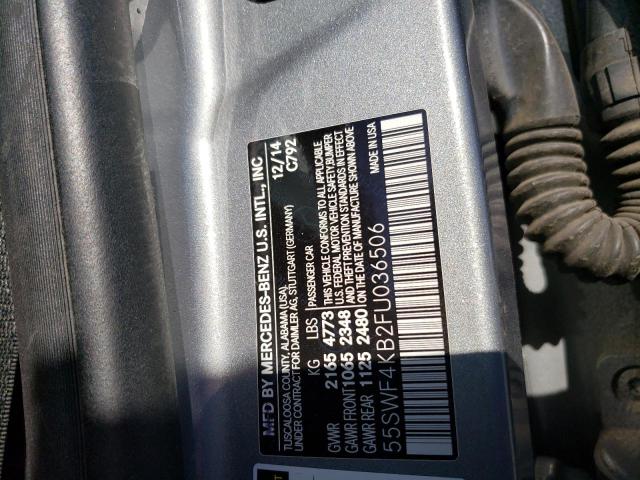 MFD BY MERCEDES-BENZ U.S. INTL., INC
TUSCALOOSA COUNTY, ALABAMA (USA), 12/14
UNDER CONTRACT FOR DAIMLER AG, STUTTGART (GERMANY) C792
KG LBS PASSENGER CAR
GVWR 2165 4773 THIS VEHICLE CONFORMS TO ALL APPLICABLE
GAWR FRONT 1065 2348 U.S. FEDERAL MOTOR VEHICLE SAFETY, BUMPER
AND THEFT PREVENTION STANDARDS IN EFFECT
GAWR REAR 1125 2480 ON THE DATE OF MANUFACTURE SHOWN ABOVE
55SWF4KB2FU036506 MADE IN USA